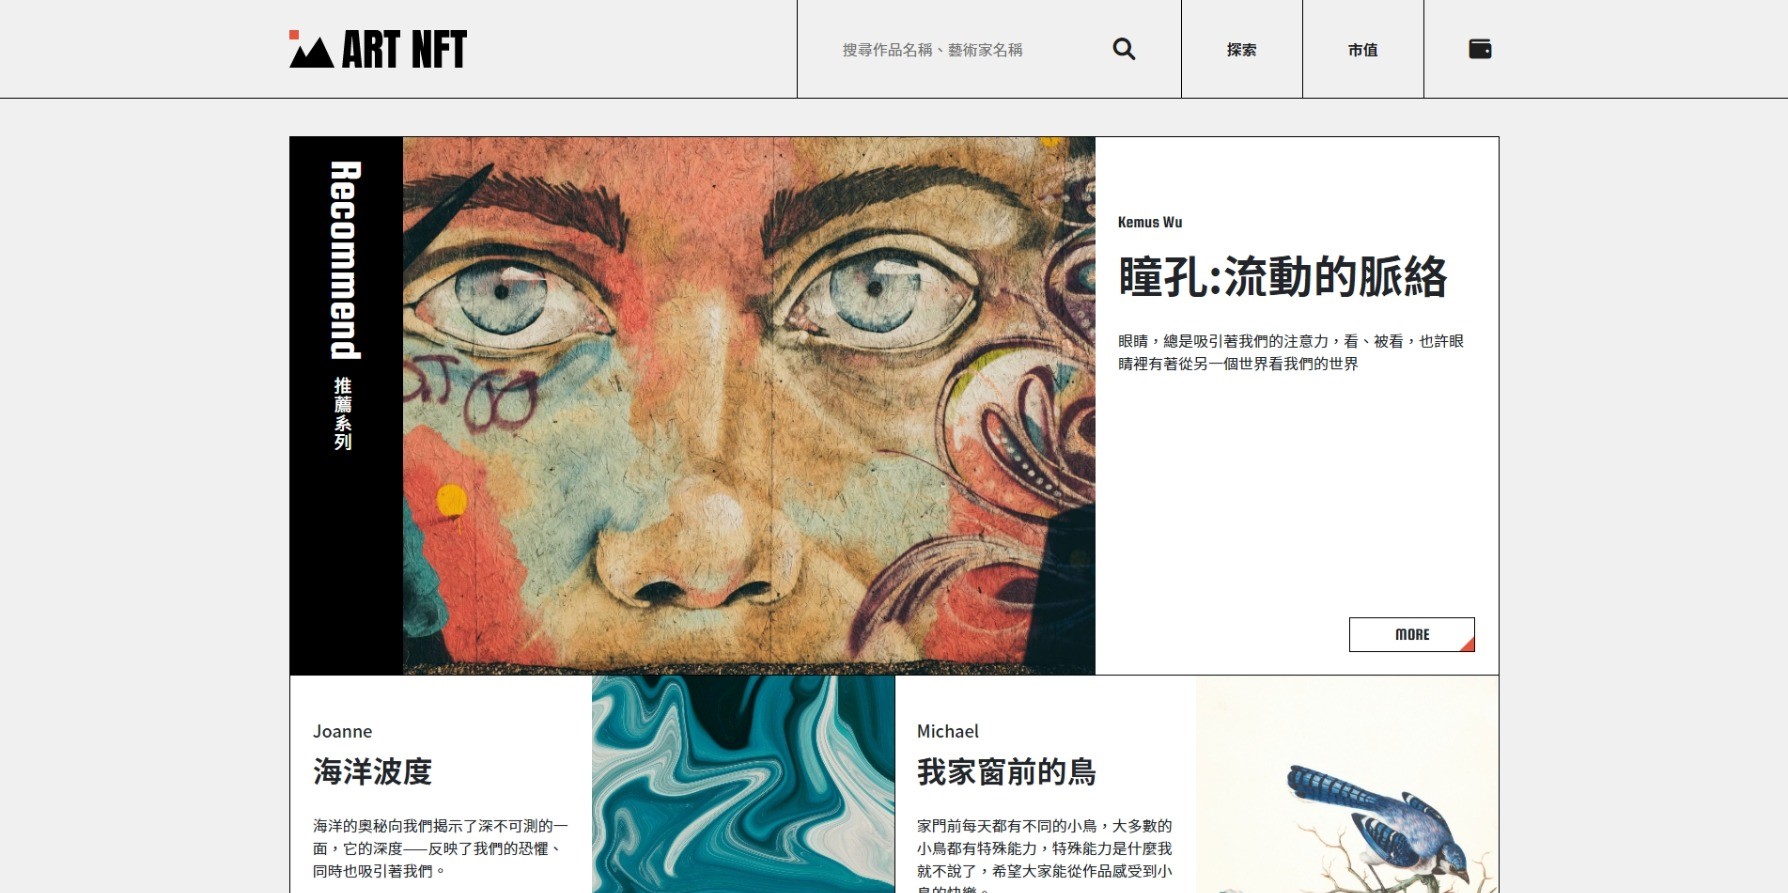 ART NFT
搜尋作品名稱、藝術家名稱
探索
市值
Recommend
推薦系列
Kemus Wu
瞳孔:流動的脈絡
眼睛,總是吸引著我們的注意力,看、被看,也許眼
睛裡有著從另一個世界看我們的世界
MORE
Joanne
海洋波度
海洋的奧秘向我們揭示了深不可測的一
面,它的深度——反映了我們的恐懼、
同時也吸引著我們。
Michael
我家窗前的鳥
家門前每天都有不同的小鳥,大多數的
小鳥都有特殊能力,特殊能力是什麼我
就不說了,希望大家能從作品感受到小
鳥的快樂。